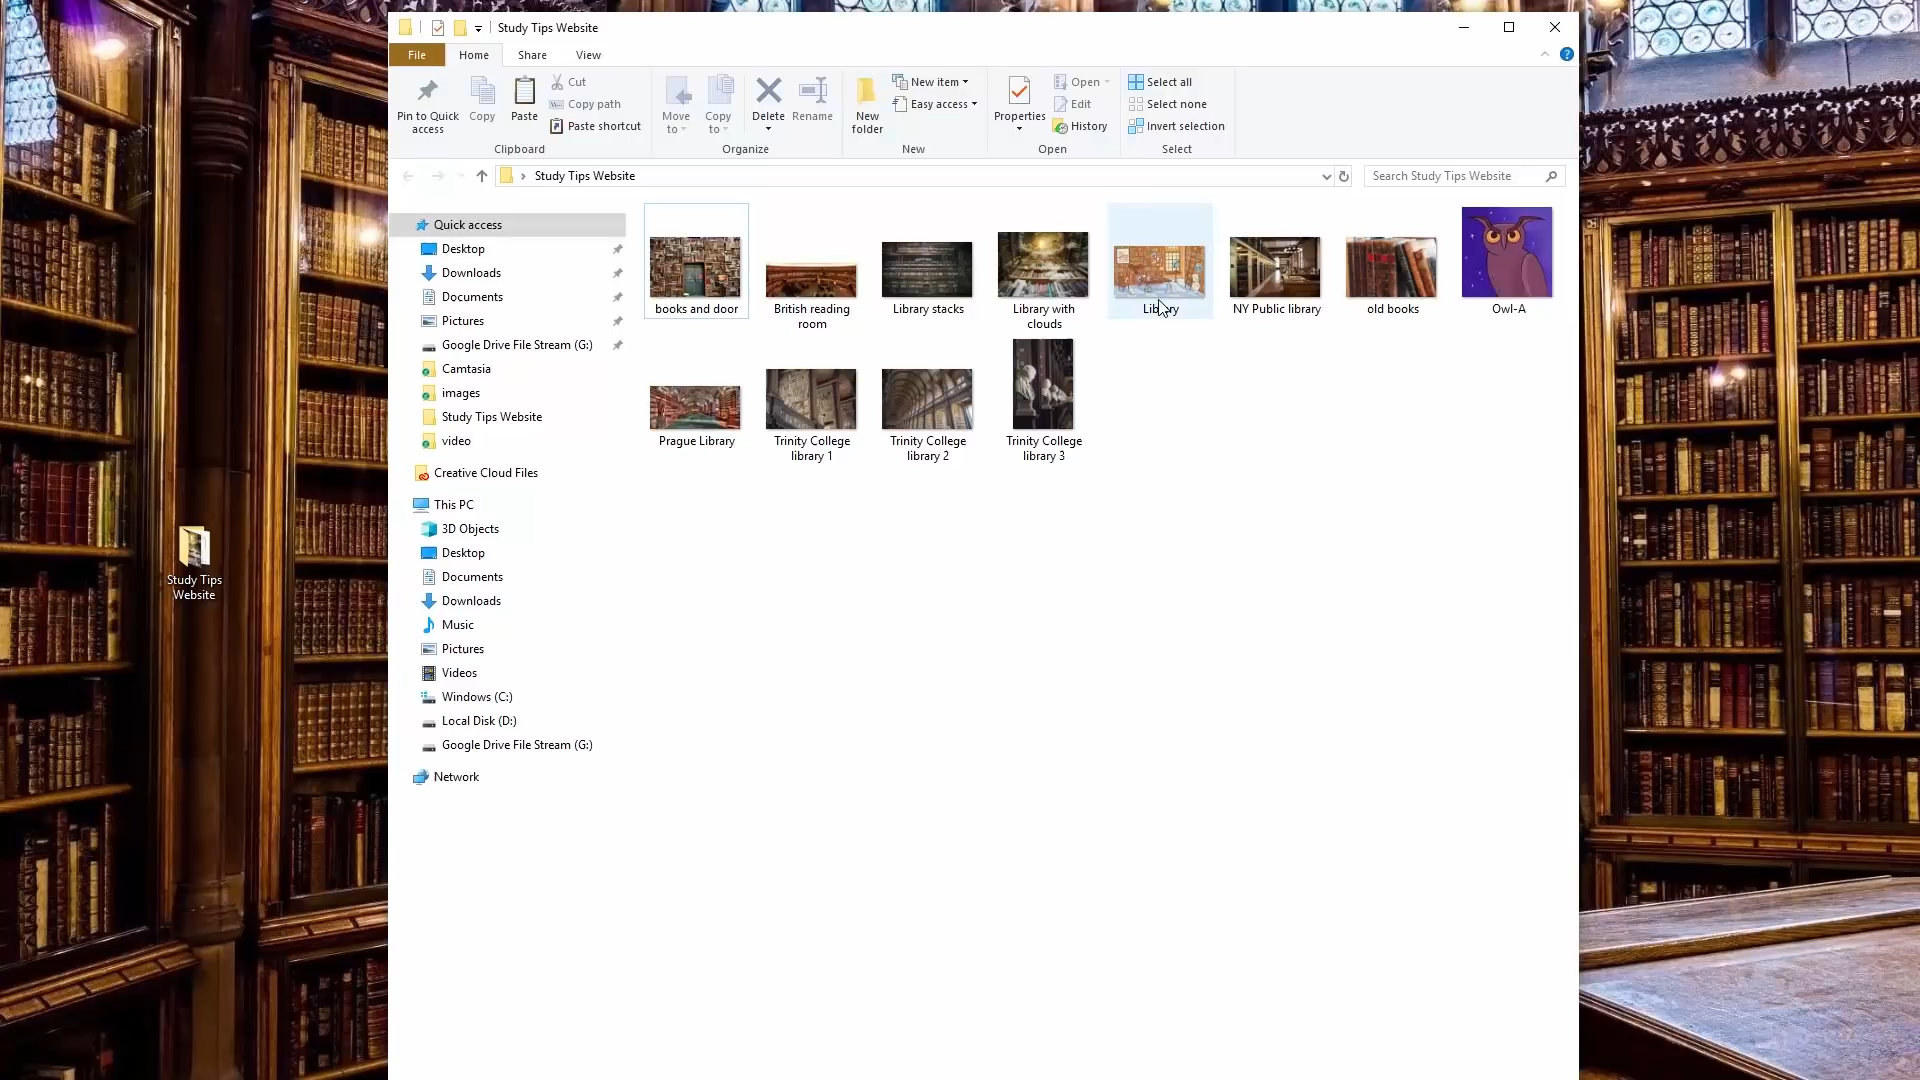 Study Tips Website
File
Home
Share
View
Pin to Quick
access
Copy
Paste
Cut
Copy path
Paste shortcut
Clipboard
Move
to
Copy
to
Delete
Rename
Organize
New
folder
New item
Easy access
New
Properties
Open
Edit
History
Open
Select all
Select none
Invert selection
Select
Study Tips Website
Search Study Tips Website
Quick access
Desktop
Downloads
Documents
Pictures
Google Drive File Stream (G:)
Camtasia
images
Study Tips Website
video
Creative Cloud Files
This PC
3D Objects
Desktop
Documents
Downloads
Music
Pictures
Videos
Windows (C:)
Local Disk (D:)
Google Drive File Stream (G:)
Network
books and door
British reading
room
Library stacks
Library with
clouds
Library
NY Public library
old books
Owl-A
Prague Library
Trinity College
library 1
Trinity College
library 2
Trinity College
library 3
Study Tips
Website